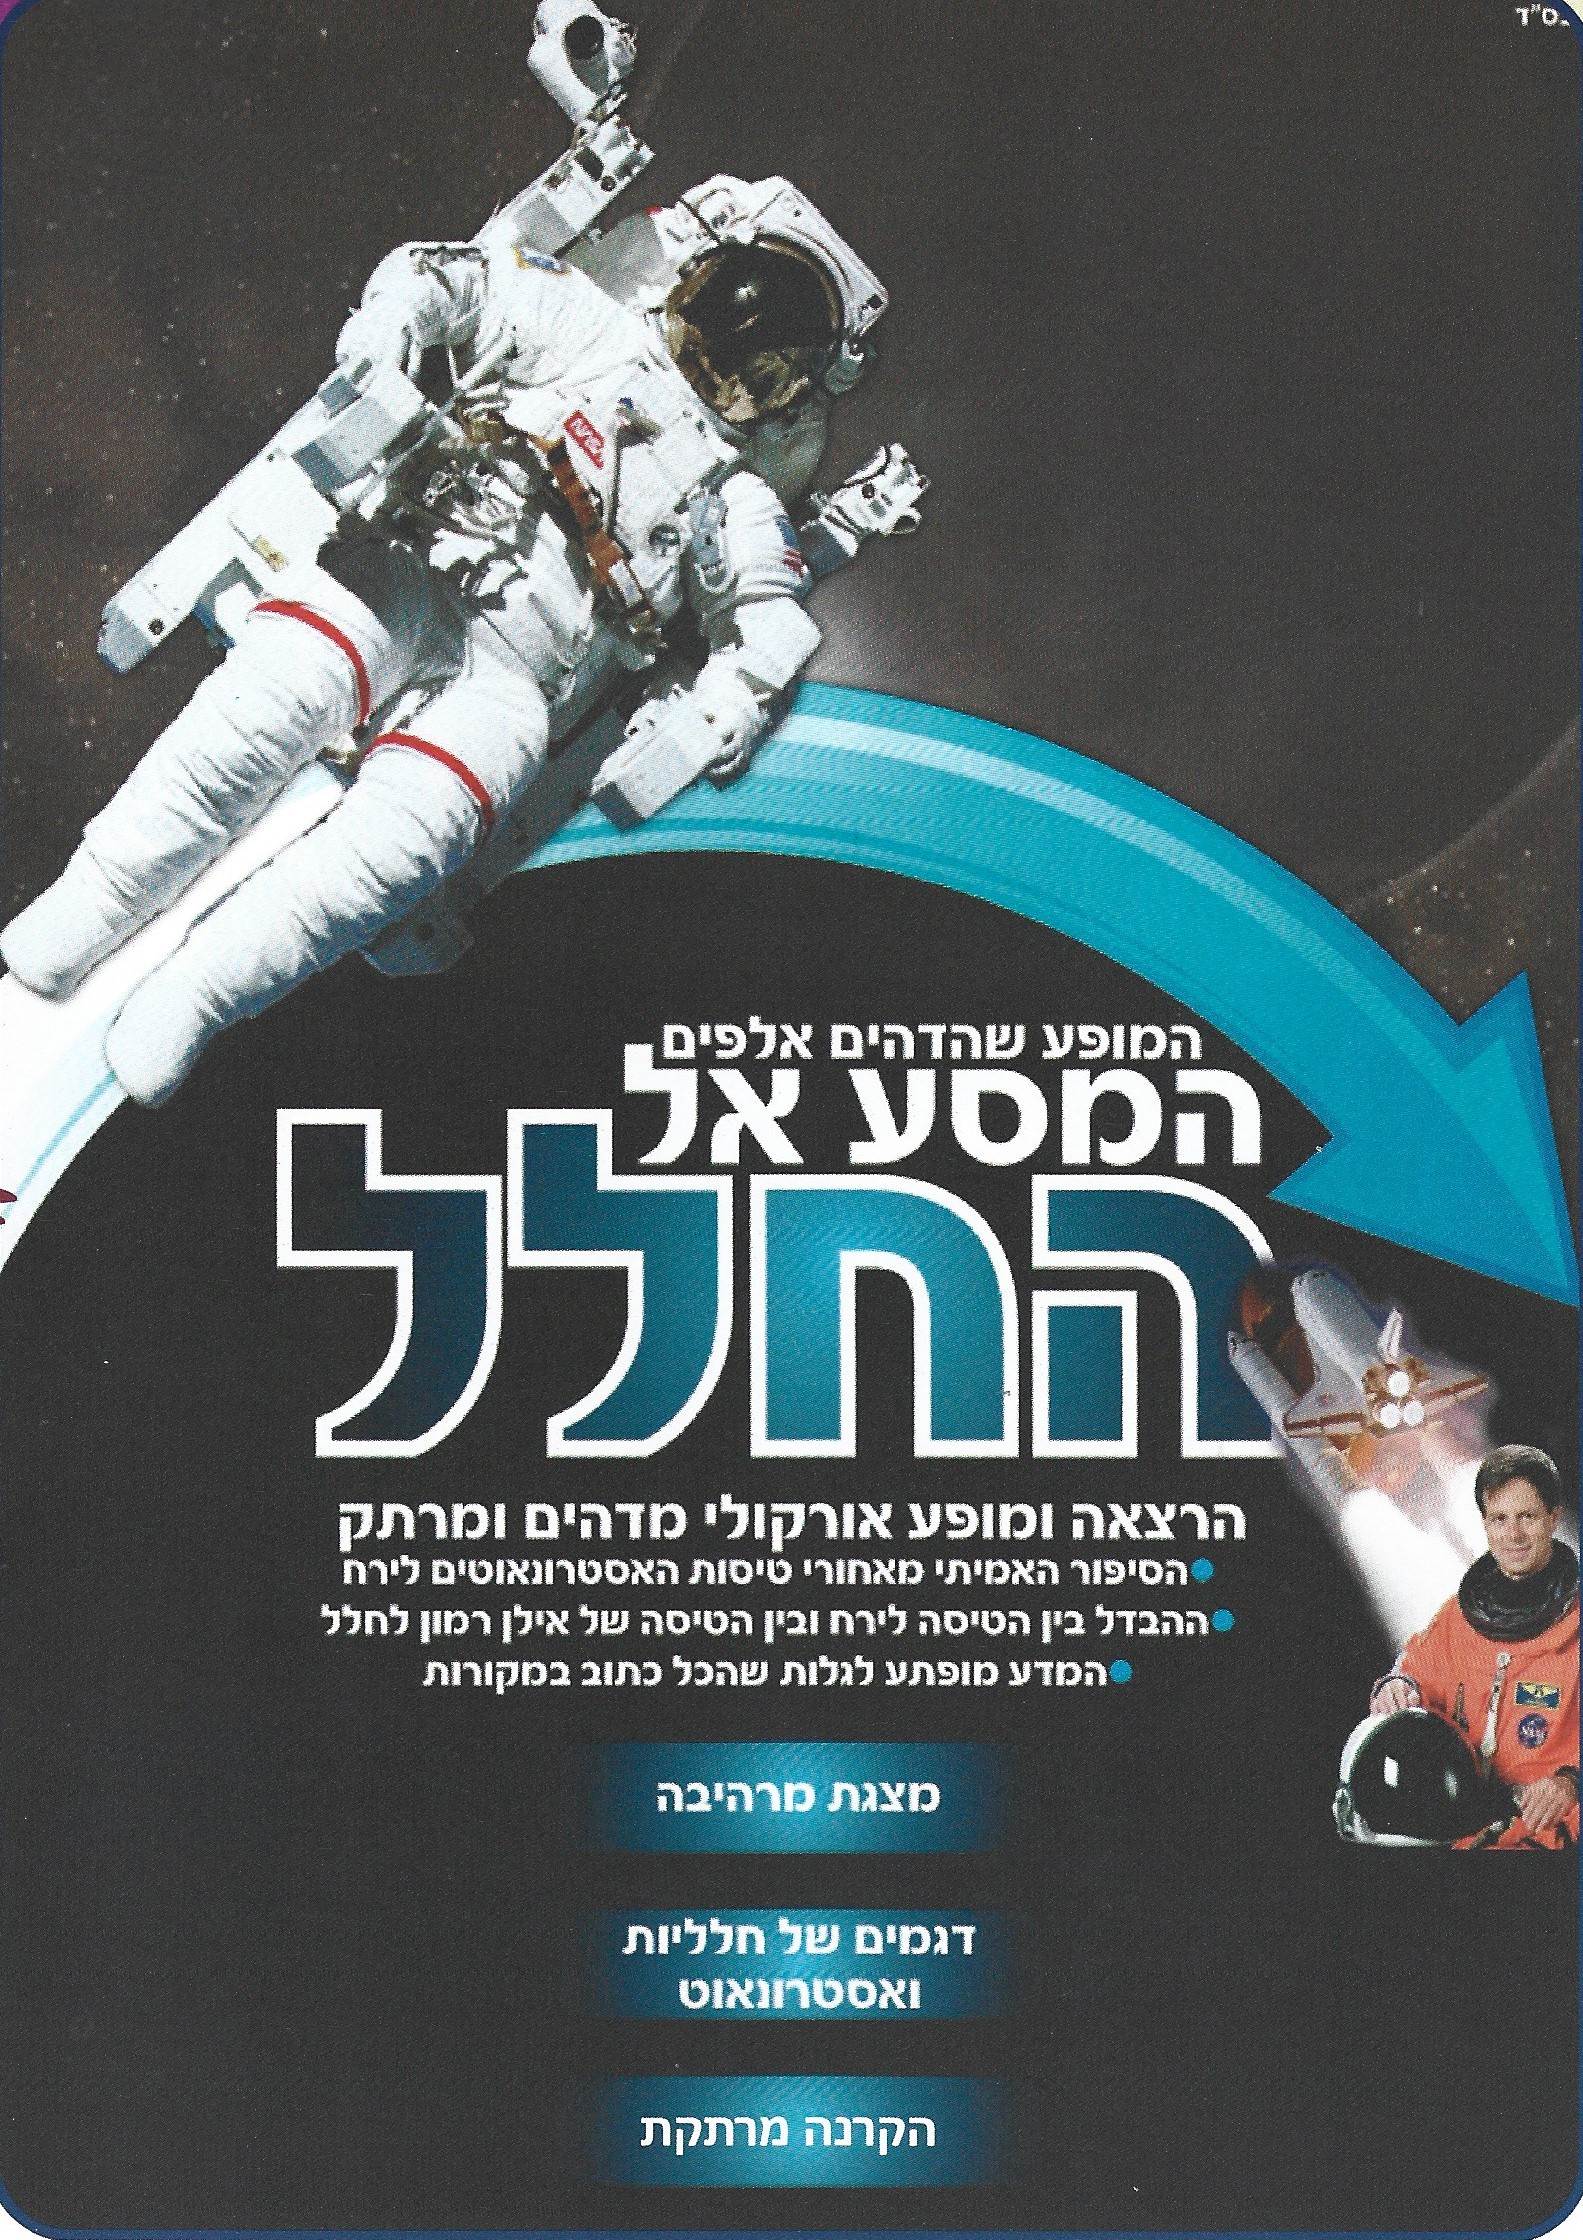 בס"ד
המופע שהדהים אלפים
המסע אל
החלל
הרצאה ומופע אורקולי מדהים ומרתק
•הסיפור האמיתי מאחורי טיסות האסטרונאוטים לירח
•ההבדל בין הטיסה לירח ובין הטיסה של אילן רמון לחלל
•המדע מופתע לגלות שהכל כתוב במקורות
מצגת מרהיבה
דגמים של חלליות
ואסטרונאוט
הקרנה מרתקת